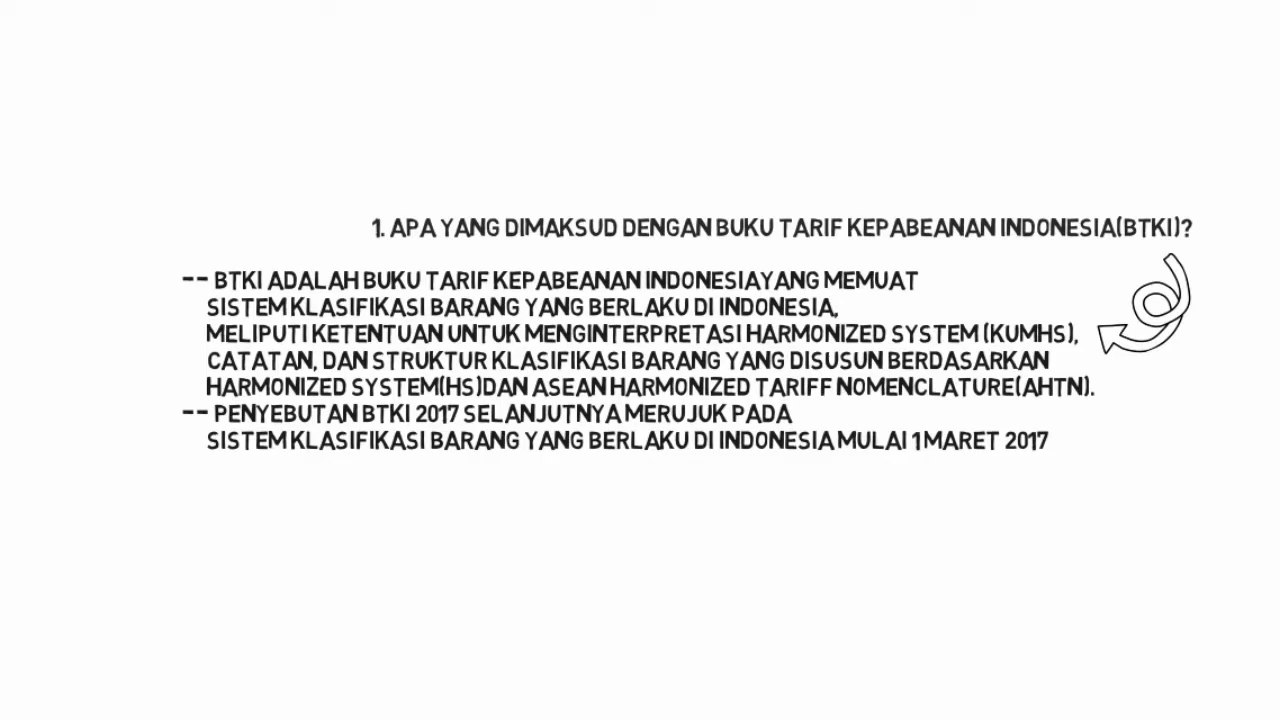 1. APA YANG DIMAKSUD DENGAN BUKU TARIF KEPABEANAN INDONESIA(BTKI)?
-- BTKI ADALAH BUKU TARIF KEPABEANAN INDONESIAYANG MEMUAT
SISTEM KLASIFIKASI BARANG YANG BERLAKU DI INDONESIA,
MELIPUTI KETENTUAN UNTUK MENGINTERPRETASI HARMONIZED SYSTEM (KUMHS),
CATATAN, DAN STRUKTUR KLASIFIKASI BARANG YANG DISUSUN BERDASARKAN
HARMONIZED SYSTEM(HS)DAN ASEAN HARMONIZED TARIFF NOMENCLATURE(AHTN).
-- PENYEBUTAN BTKI 2017 SELANJUTNYA MERUJUK PADA
SISTEM KLASIFIKASI BARANG YANG BERLAKU DI INDONESIA MULAI 1 MARET 2017